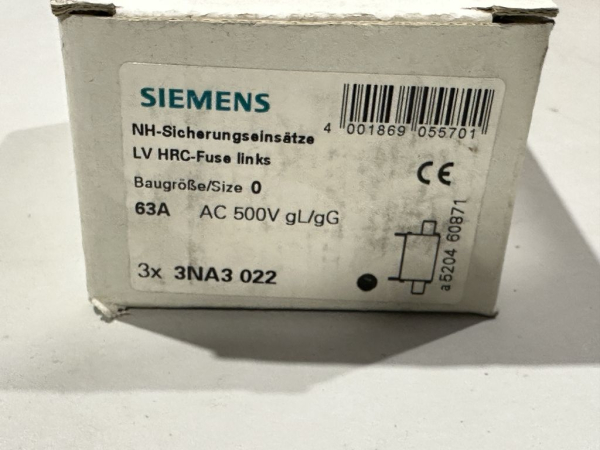 SIEMENS
4 001869 055701
NH-Sicherungseinsätze
LV HRC-Fuse links
CE
Baugröße/Size 0
63A AC 500V gL/gG
3x 3NA3 022
a5204 60B71